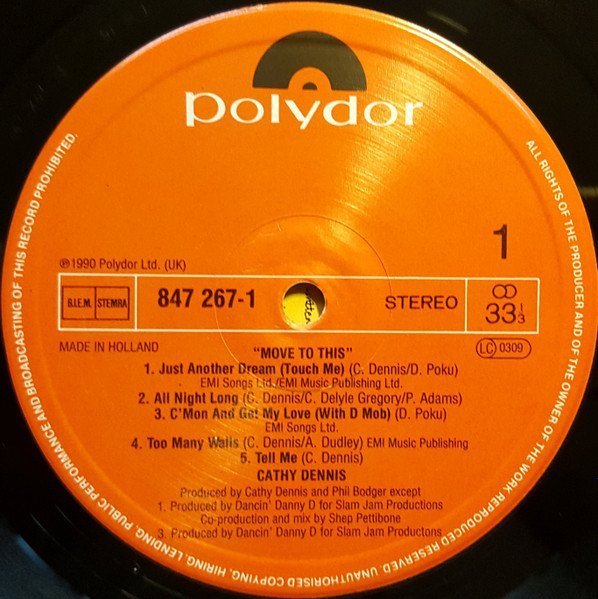 polydor
1
℗1990 Polydor Ltd. (UK)
B.I.E.M. STEMRA
847 267-1
STEREO
33 1/3
MADE IN HOLLAND
LC 0309
"MOVE TO THIS"
1. Just Another Dream (Touch Me) (C. Dennis/D. Poku)
EMI Songs Ltd./EMI Music Publishing Ltd.
2. All Night Long (C. Dennis/C. Delyle Gregory/P. Adams)
3. C'Mon And Get My Love (With D Mob) (D. Poku)
EMI Songs Ltd.
4. Too Many Walls (C. Dennis/A. Dudley) EMI Music Publishing
5. Tell Me (C. Dennis)
CATHY DENNIS
Produced by Cathy Dennis and Phil Bodger except
1. Produced by Dancin' Danny D for Slam Jam Productions
Co-production and mix by Shep Pettibone
3. Produced by Dancin' Danny D for Slam Jam Productons
ALL RIGHTS OF THE PRODUCER AND OF THE OWNER OF THE WORK REPRODUCED RESERVED. UNAUTHORISED COPYING, HIRING, LENDING, PUBLIC PERFORMANCE AND BROADCASTING OF THIS RECORD PROHIBITED.